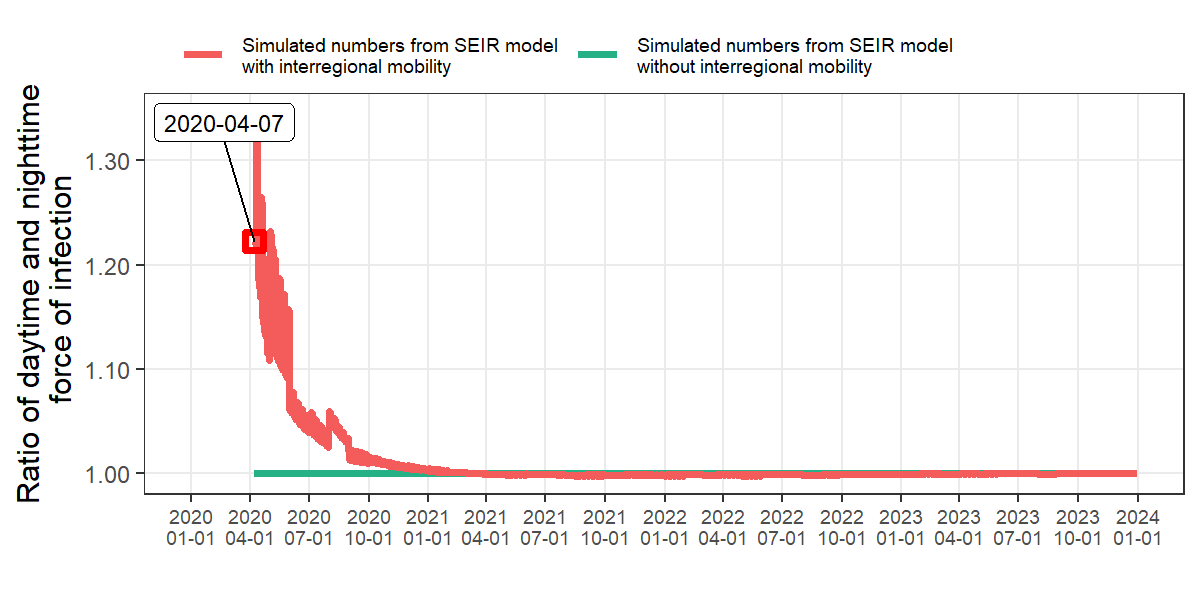 Simulated numbers from SEIR model
with interregional mobility
Simulated numbers from SEIR model
without interregional mobility
Ratio of daytime and nighttime
force of infection
2020-04-07
1.30
1.20
1.10
1.00
2020 2020 2020 2020 2021 2021 2021 2021 2022 2022 2022 2022 2023 2023 2023 2023 2024
01-01 04-01 07-01 10-01 01-01 04-01 07-01 10-01 01-01 04-01 07-01 10-01 01-01 04-01 07-01 10-01 01-01